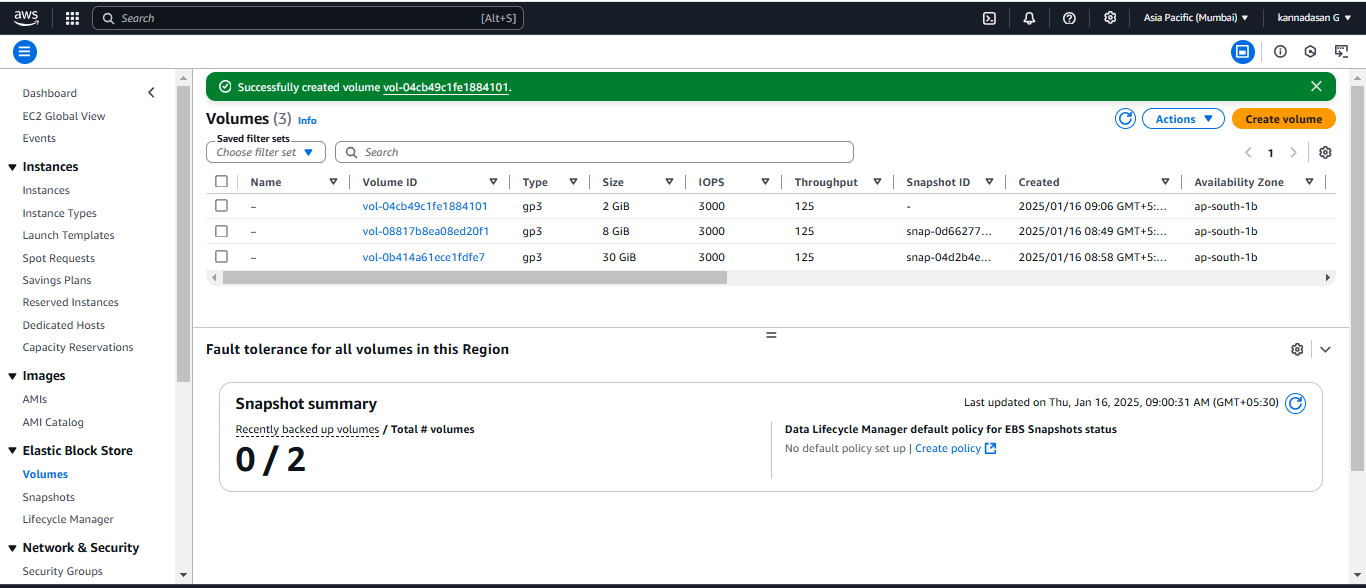 aws Search [Alt+S] Asia Pacific (Mumbai) kannadasan G
Successfully created volume vol-04cb49c1fe1884101.
Dashboard
EC2 Global View
Events
Instances
Instances
Instance Types
Launch Templates
Spot Requests
Savings Plans
Reserved Instances
Dedicated Hosts
Capacity Reservations
Images
AMIs
AMI Catalog
Elastic Block Store
Volumes
Snapshots
Lifecycle Manager
Network & Security
Security Groups
Volumes (3) Info Actions Create volume
Saved filter sets
Choose filter set Search 1
Name Volume ID Type Size IOPS Throughput Snapshot ID Created Availability Zone
– vol-04cb49c1fe1884101 gp3 2 GiB 3000 125 - 2025/01/16 09:06 GMT+5:... ap-south-1b
– vol-08817b8ea08ed20f1 gp3 8 GiB 3000 125 snap-0d66277... 2025/01/16 08:49 GMT+5:... ap-south-1b
– vol-0b414a61ece1fdfe7 gp3 30 GiB 3000 125 snap-04d2b4e... 2025/01/16 08:58 GMT+5:... ap-south-1b
Fault tolerance for all volumes in this Region
Snapshot summary Last updated on Thu, Jan 16, 2025, 09:00:31 AM (GMT+05:30)
Recently backed up volumes / Total # volumes
0 / 2
Data Lifecycle Manager default policy for EBS Snapshots status
No default policy set up | Create policy